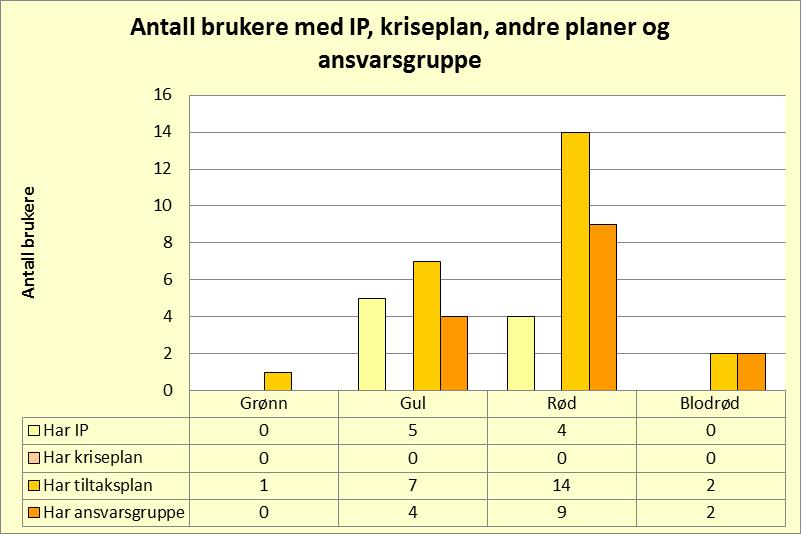 Antall brukere med IP, kriseplan, andre planer og
ansvarsgruppe
Antall brukere
16
14
12
10
8
6
4
2
0
Grønn Gul Rød Blodrød
Har IP 0 5 4 0
Har kriseplan 0 0 0 0
Har tiltaksplan 1 7 14 2
Har ansvarsgruppe 0 4 9 2